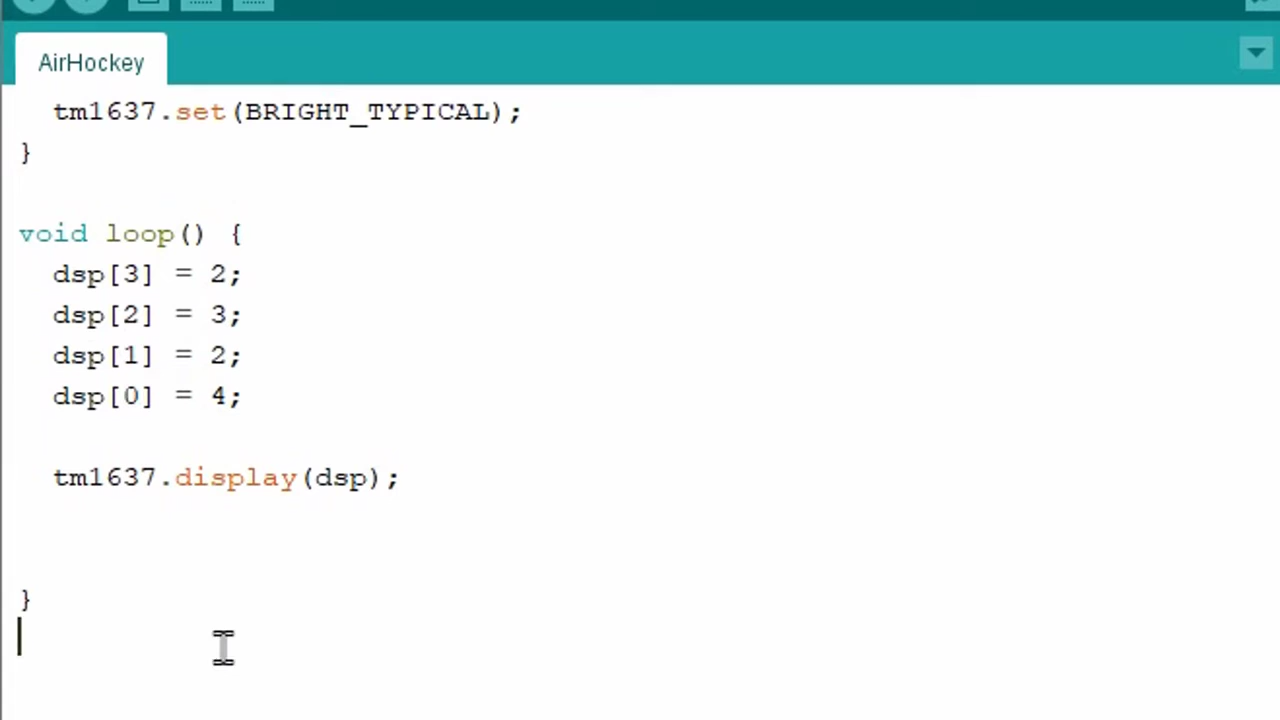 AirHockey
tm1637.set(BRIGHT_TYPICAL);
}
void loop() {
dsp[3] = 2;
dsp[2] = 3;
dsp[1] = 2;
dsp[0] = 4;
tm1637.display(dsp);
}